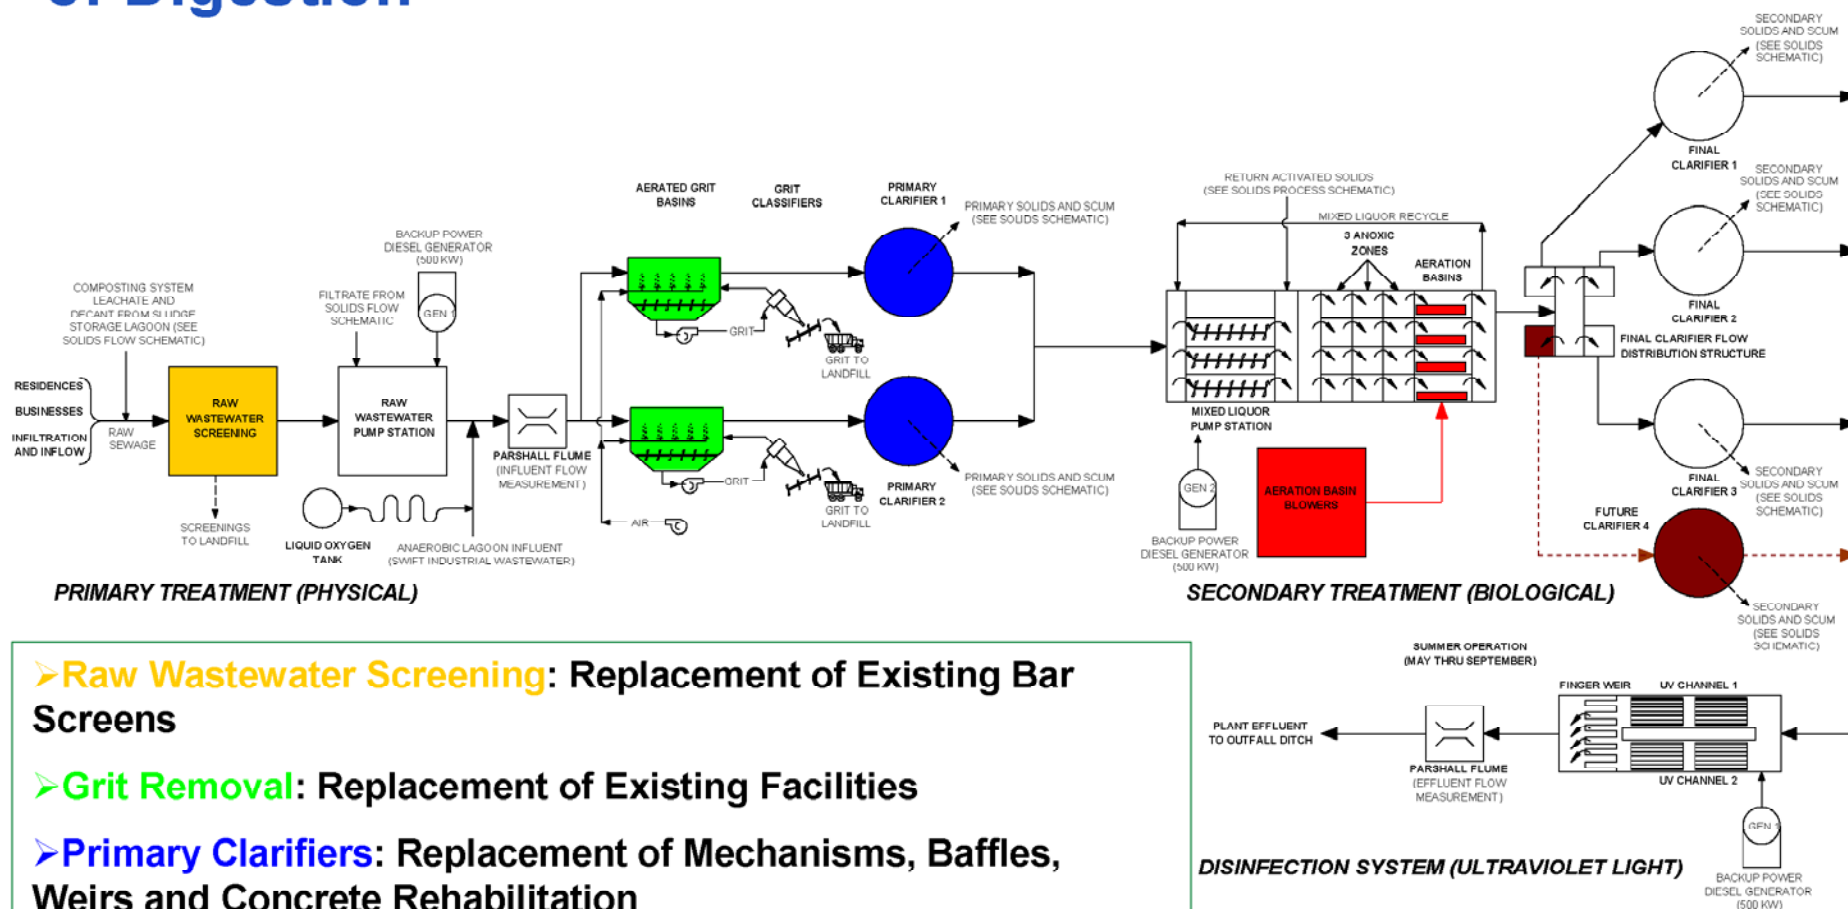 of Digestion
SECONDARY
SOLIDS AND SCUM
(SEE SOLIDS
SCHEMATIC)
FINAL
CLARIFIER 1
SECONDARY
SOLIDS AND SCUM
(SEE SOLIDS
SCHEMATIC)
FINAL
CLARIFIER 2
AERATED GRIT
BASINS
GRIT
CLASSIFIERS
PRIMARY
CLARIFIER 1
PRIMARY SOLIDS AND SCUM
(SEE SOLIDS SCHEMATIC)
RETURN ACTIVATED SOLIDS
(SEE SOLIDS PROCESS SCHEMATIC)
MIXED LIQUOR RECYCLE
3 ANOXIC
ZONES
AERATION
BASINS
BACKUP POWER
DIESEL GENERATOR
(500 KW)
GEN 1
COMPOSTING SYSTEM
LEACHATE AND
DECANT FROM SLUDGE
STORAGE LAGOON (SEE
SOLIDS FLOW SCHEMATIC)
FILTRATE FROM
SOLIDS FLOW
SCHEMATIC
RESIDENCES
BUSINESSES
INFILTRATION
AND INFLOW
RAW
SEWAGE
RAW
WASTEWATER
SCREENING
RAW
WASTEWATER
PUMP STATION
PARSHALL FLUME
(INFLUENT FLOW
MEASUREMENT)
GRIT
GRIT TO
LANDFILL
GRIT
GRIT TO
LANDFILL
AIR
PRIMARY
CLARIFIER 2
PRIMARY SOLIDS AND SCUM
(SEE SOLIDS SCHEMATIC)
SCREENINGS
TO LANDFILL
LIQUID OXYGEN
TANK
ANAEROBIC LAGOON INFLUENT
(SWIFT INDUSTRIAL WASTEWATER)
MIXED LIQUOR
PUMP STATION
GEN 2
BACKUP POWER
DIESEL GENERATOR
(500 KW)
AERATION BASIN
BLOWERS
FINAL CLARIFIER FLOW
DISTRIBUTION STRUCTURE
FINAL
CLARIFIER 3
SECONDARY
SOLIDS AND SCUM
(SEE SOLIDS
SCHEMATIC)
FUTURE
CLARIFIER 4
SECONDARY
SOLIDS AND SCUM
(SEE SOLIDS
SCHEMATIC)
PRIMARY TREATMENT (PHYSICAL)
SECONDARY TREATMENT (BIOLOGICAL)
➢Raw Wastewater Screening: Replacement of Existing Bar
Screens
➢Grit Removal: Replacement of Existing Facilities
➢Primary Clarifiers: Replacement of Mechanisms, Baffles,
Weirs and Concrete Rehabilitation
SUMMER OPERATION
(MAY THRU SEPTEMBER)
FINGER WEIR
UV CHANNEL 1
PLANT EFFLUENT
TO OUTFALL DITCH
PARSHALL FLUME
(EFFLUENT FLOW
MEASUREMENT)
UV CHANNEL 2
GEN 1
DISINFECTION SYSTEM (ULTRAVIOLET LIGHT)
BACKUP POWER
DIESEL GENERATOR
(500 KW)